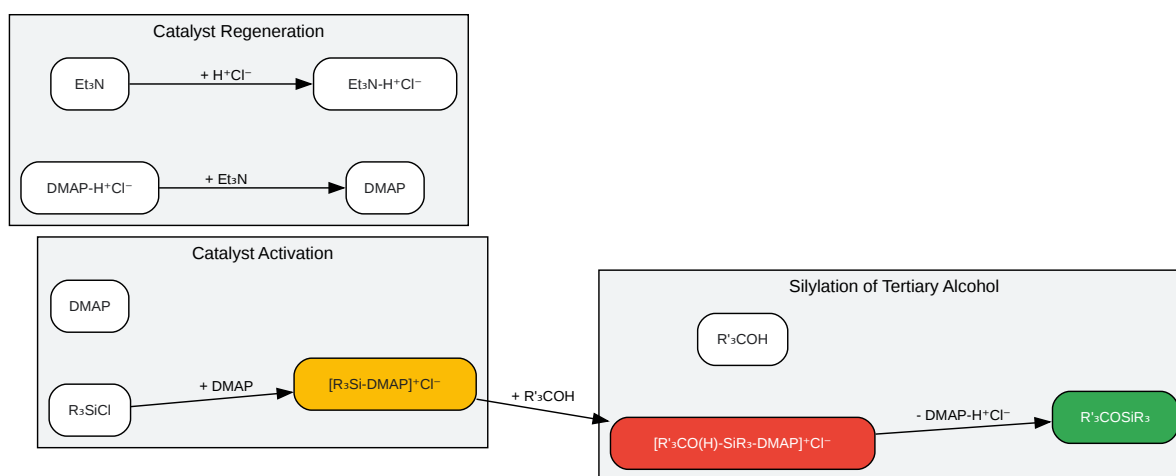 Catalyst Regeneration
Et₃N
+ H⁺Cl⁻
Et₃N-H⁺Cl⁻
DMAP-H⁺Cl⁻
+ Et₃N
DMAP
Catalyst Activation
DMAP
R₃SiCl
+ DMAP
[R₃Si-DMAP]⁺Cl⁻
+ R'₃COH
Silylation of Tertiary Alcohol
R'₃COH
[R'₃CO(H)-SiR₃-DMAP]⁺Cl⁻
- DMAP-H⁺Cl⁻
R'₃COSiR₃